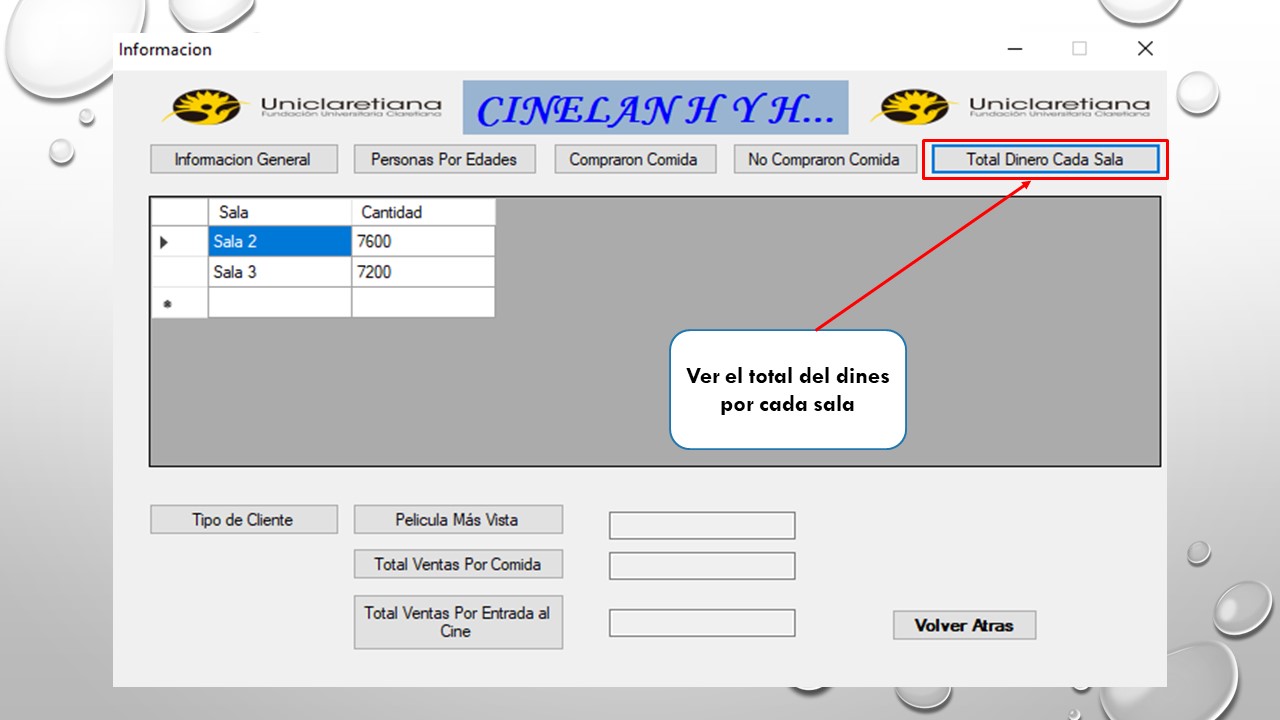 Informacion
Uniclaretiana
Fundación Universitaria Claretiana
CINELAN H Y H...
Uniclaretiana
Fundación Universitaria Claretiana
Informacion General
Personas Por Edades
Compraron Comida
No Compraron Comida
Total Dinero Cada Sala
Sala Cantidad
Sala 2 7600
Sala 3 7200
Ver el total del dines
por cada sala
Tipo de Cliente
Pelicula Más Vista
Total Ventas Por Comida
Total Ventas Por Entrada al
Cine
Volver Atras